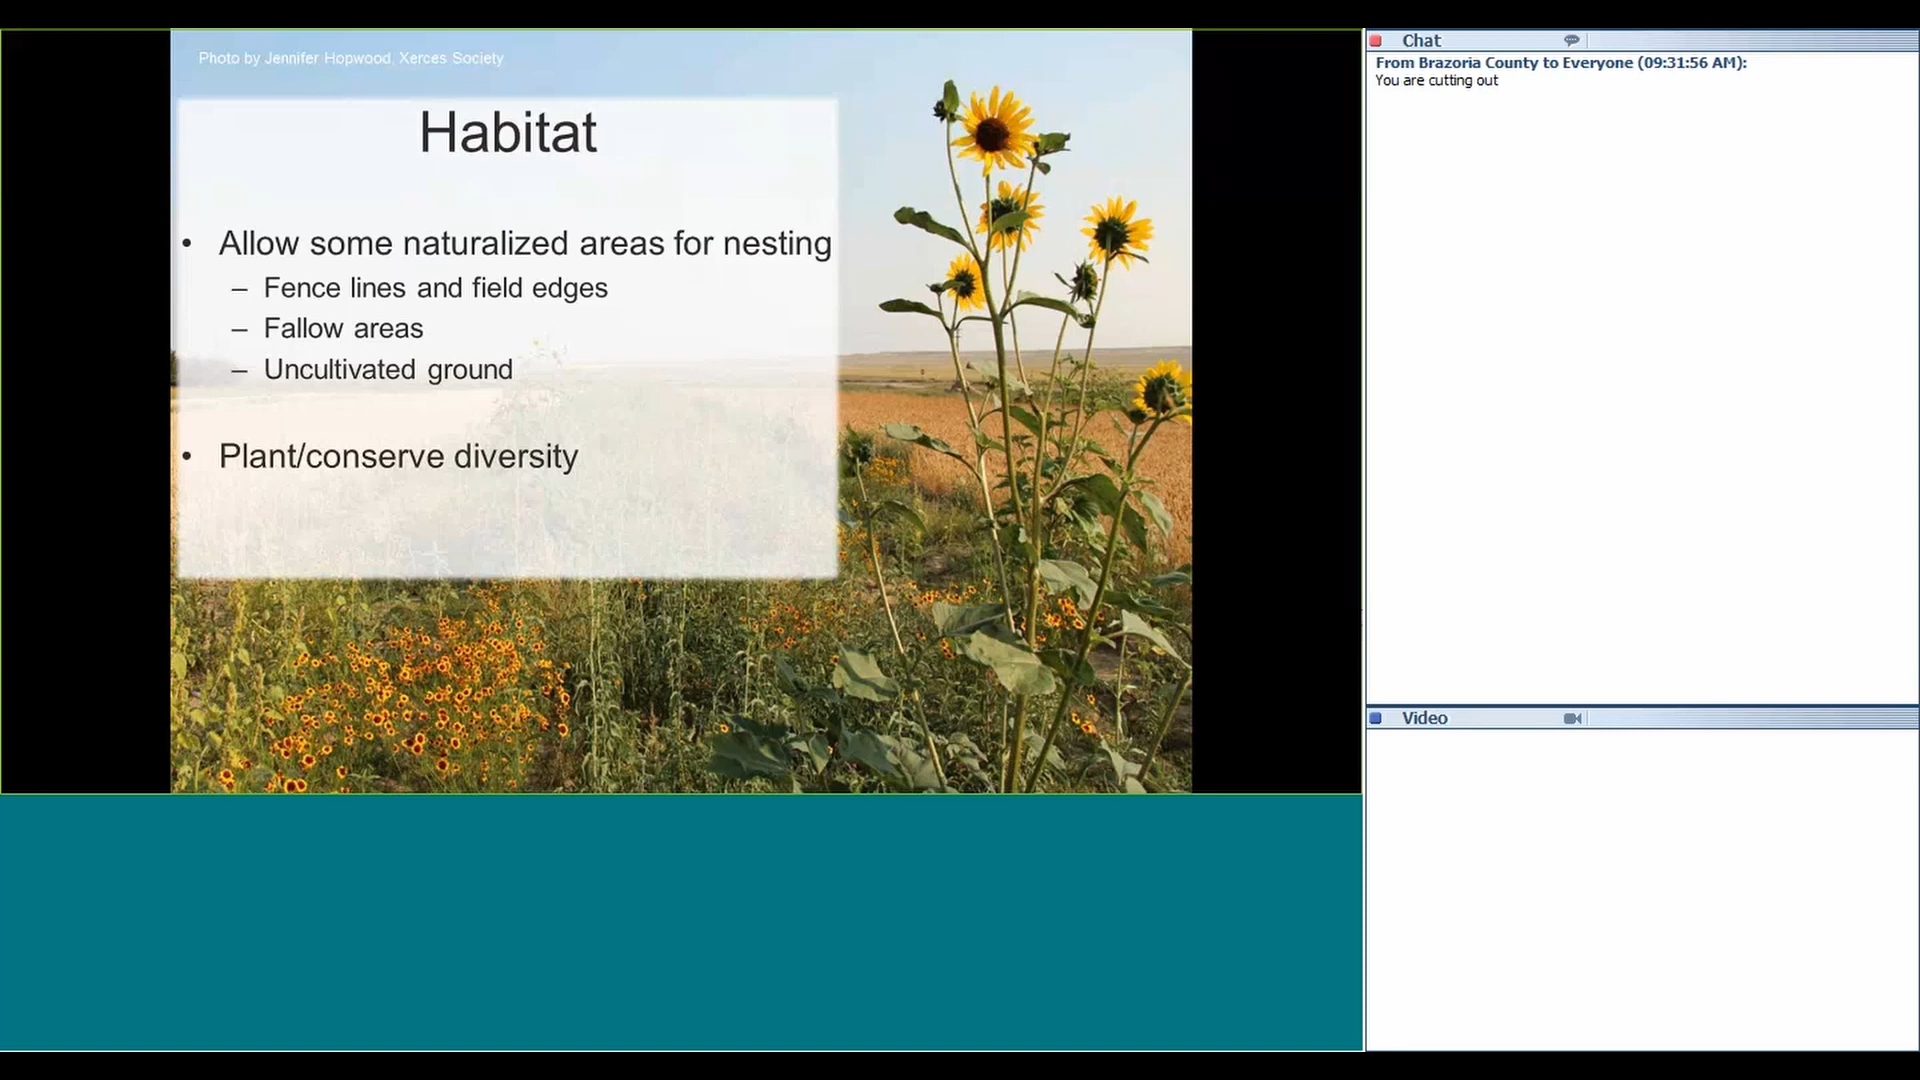 Photo by Jennifer Hopwood, Xerces Society
Habitat
• Allow some naturalized areas for nesting
– Fence lines and field edges
– Fallow areas
– Uncultivated ground
• Plant/conserve diversity
Chat
From Brazoria County to Everyone (09:31:56 AM):
You are cutting out
Video